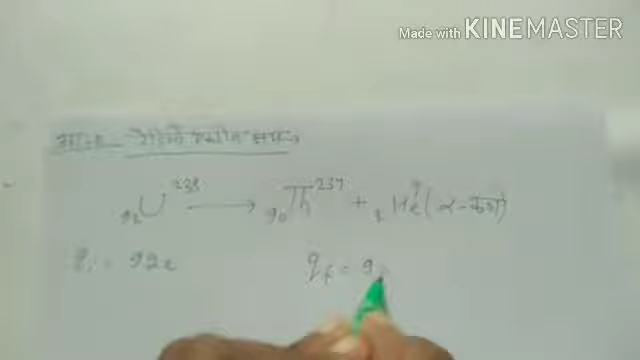 Made with KINEMASTER
₉₂U²³⁸ ⟶ ₉₀Th²³⁴ + ₂He⁴ (α-कण)
qᵢ = 92e qf = 9